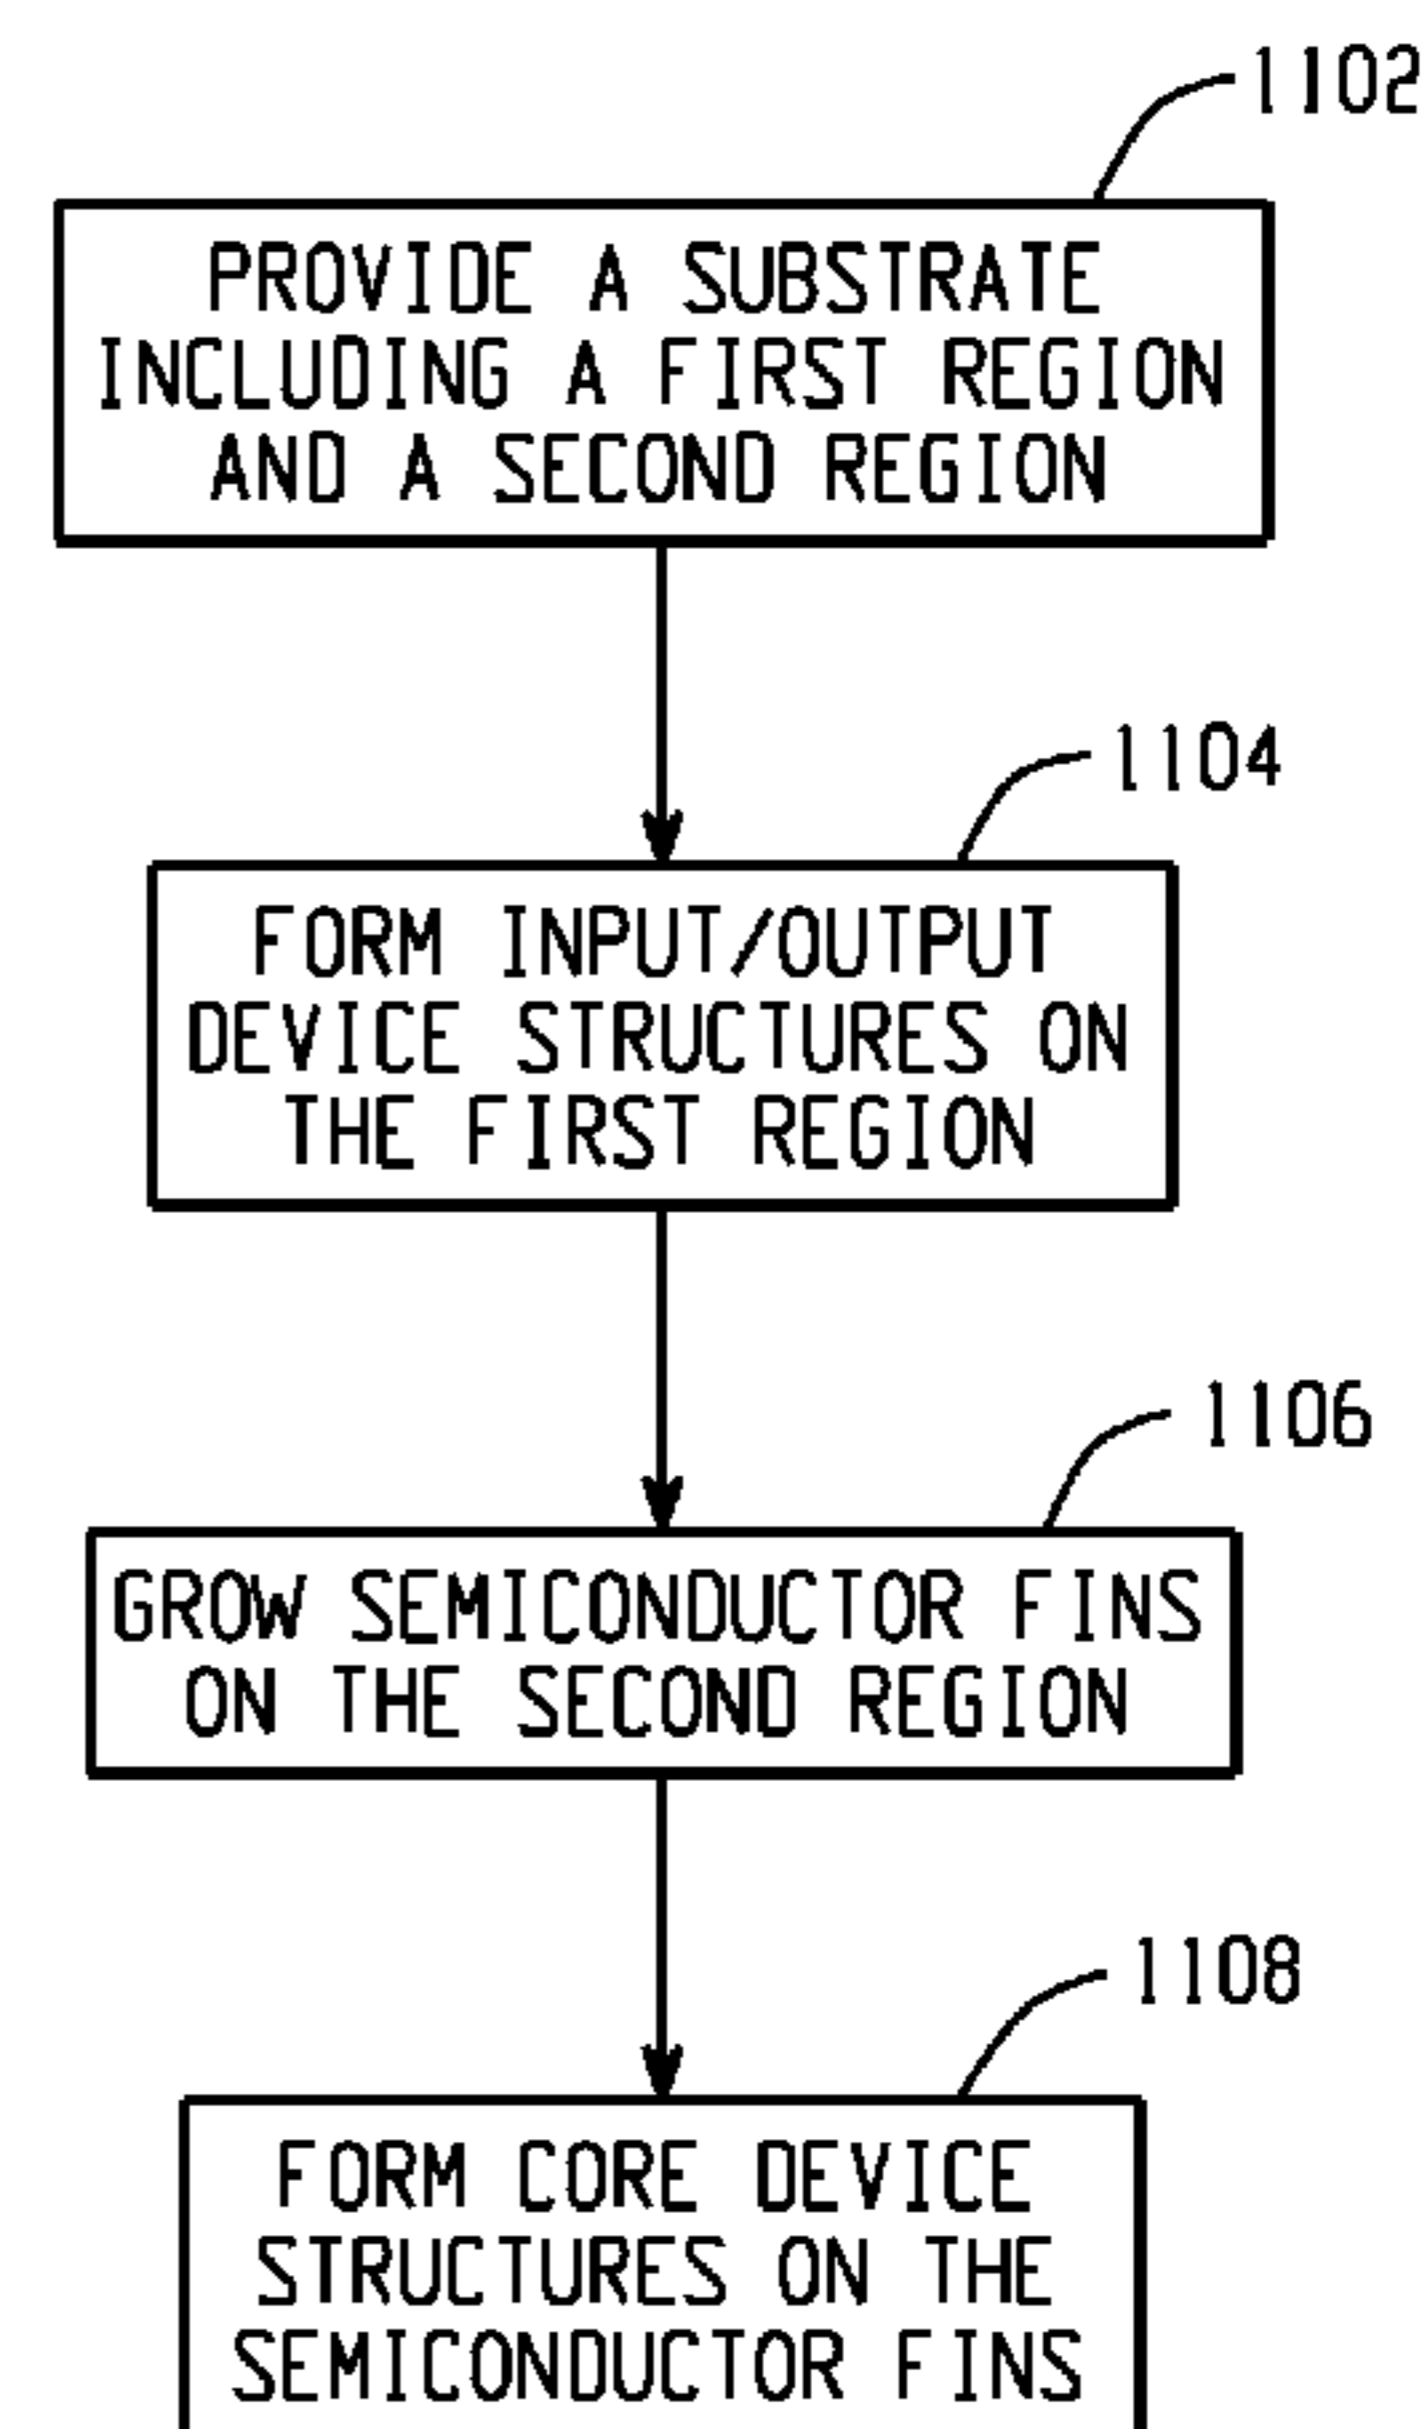 1102
PROVIDE A SUBSTRATE
INCLUDING A FIRST REGION
AND A SECOND REGION
1104
FORM INPUT/OUTPUT
DEVICE STRUCTURES ON
THE FIRST REGION
1106
GROW SEMICONDUCTOR FINS
ON THE SECOND REGION
1108
FORM CORE DEVICE
STRUCTURES ON THE
SEMICONDUCTOR FINS